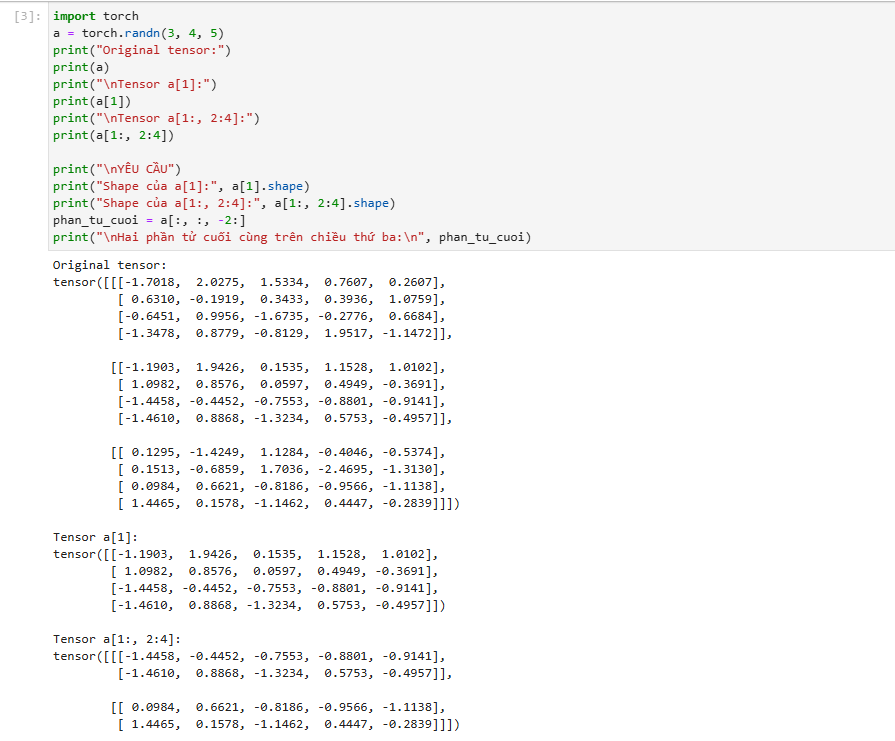 [3]: import torch
a = torch.randn(3, 4, 5)
print("Original tensor:")
print(a)
print("\nTensor a[1]:")
print(a[1])
print("\nTensor a[1:, 2:4]:")
print(a[1:, 2:4])
print("\nYÊU CẦU")
print("Shape của a[1]:", a[1].shape)
print("Shape của a[1:, 2:4]:", a[1:, 2:4].shape)
phan_tu_cuoi = a[:, :, -2:]
print("\nHai phần tử cuối cùng trên chiều thứ ba:\n", phan_tu_cuoi)
Original tensor:
tensor([[[-1.7018,  2.0275,  1.5334,  0.7607,  0.2607],
         [ 0.6310, -0.1919,  0.3433,  0.3936,  1.0759],
         [-0.6451,  0.9956, -1.6735, -0.2776,  0.6684],
         [-1.3478,  0.8779, -0.8129,  1.9517, -1.1472]],
        [[-1.1903,  1.9426,  0.1535,  1.1528,  1.0102],
         [ 1.0982,  0.8576,  0.0597,  0.4949, -0.3691],
         [-1.4458, -0.4452, -0.7553, -0.8801, -0.9141],
         [-1.4610,  0.8868, -1.3234,  0.5753, -0.4957]],
        [[ 0.1295, -1.4249,  1.1284, -0.4046, -0.5374],
         [ 0.1513, -0.6859,  1.7036, -2.4695, -1.3130],
         [ 0.0984,  0.6621, -0.8186, -0.9566, -1.1138],
         [ 1.4465,  0.1578, -1.1462,  0.4447, -0.2839]]])
Tensor a[1]:
tensor([[-1.1903,  1.9426,  0.1535,  1.1528,  1.0102],
        [ 1.0982,  0.8576,  0.0597,  0.4949, -0.3691],
        [-1.4458, -0.4452, -0.7553, -0.8801, -0.9141],
        [-1.4610,  0.8868, -1.3234,  0.5753, -0.4957]])
Tensor a[1:, 2:4]:
tensor([[[-1.4458, -0.4452, -0.7553, -0.8801, -0.9141],
         [-1.4610,  0.8868, -1.3234,  0.5753, -0.4957]],
        [[ 0.0984,  0.6621, -0.8186, -0.9566, -1.1138],
         [ 1.4465,  0.1578, -1.1462,  0.4447, -0.2839]]])